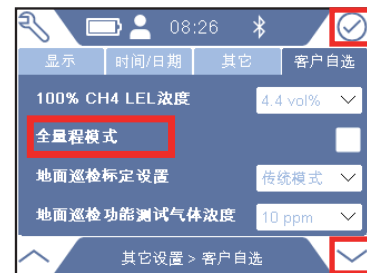 08:26
显示 时间/日期 其它 客户自选
100% CH4 LEL浓度 4.4 vol%
全量程模式
地面巡检标定设置 传统模式
地面巡检功能测试气体浓度 10 ppm
其它设置 > 客户自选